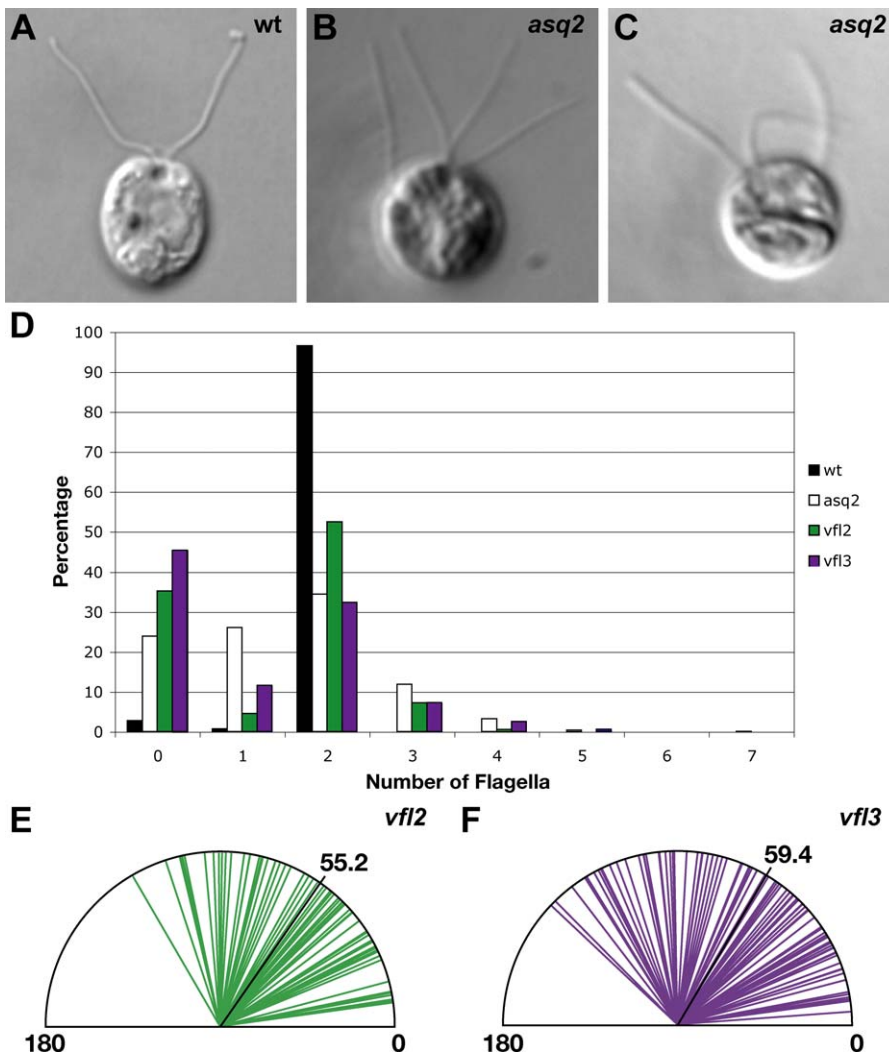 A wt
B asq2
C asq2
D
100
90
80
70
60
50
40
30
20
10
0
Percentage
0 1 2 3 4 5 6 7
Number of Flagella
wt
asq2
vfl2
vfl3
E vfl2
55.2
180 0
F vfl3
59.4
180 0